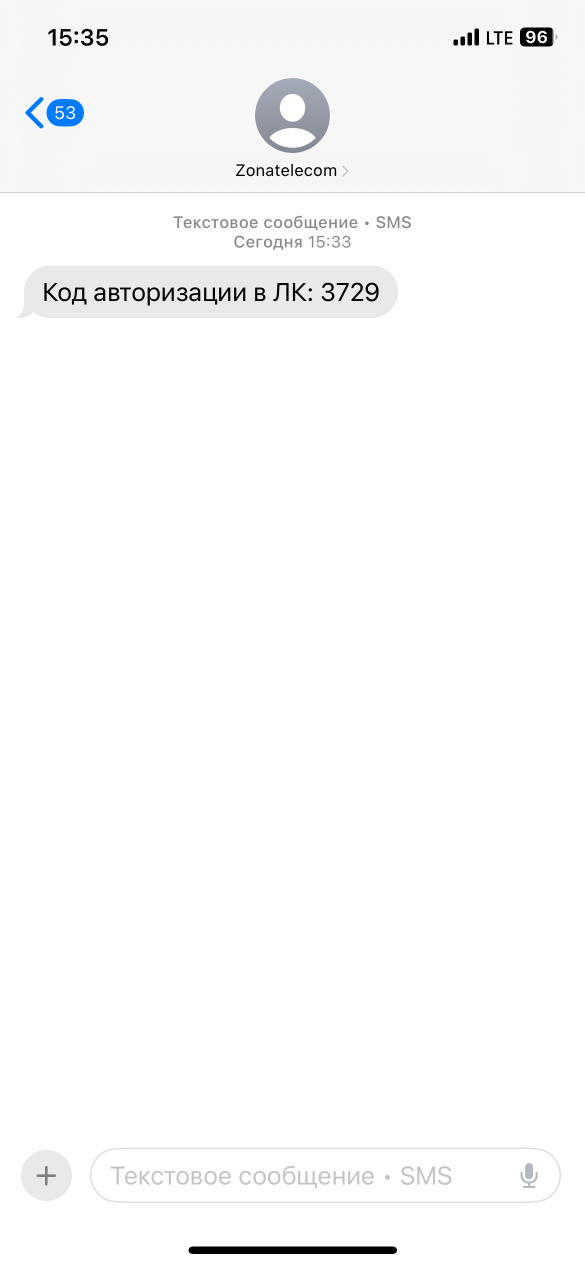 15:35
LTE 96
53
Zonatelecom
Текстовое сообщение • SMS
Сегодня 15:33
Код авторизации в ЛК: 3729
Текстовое сообщение • SMS